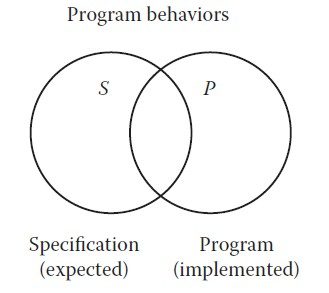 Program behaviors
S P
Specification Program
(expected) (implemented)